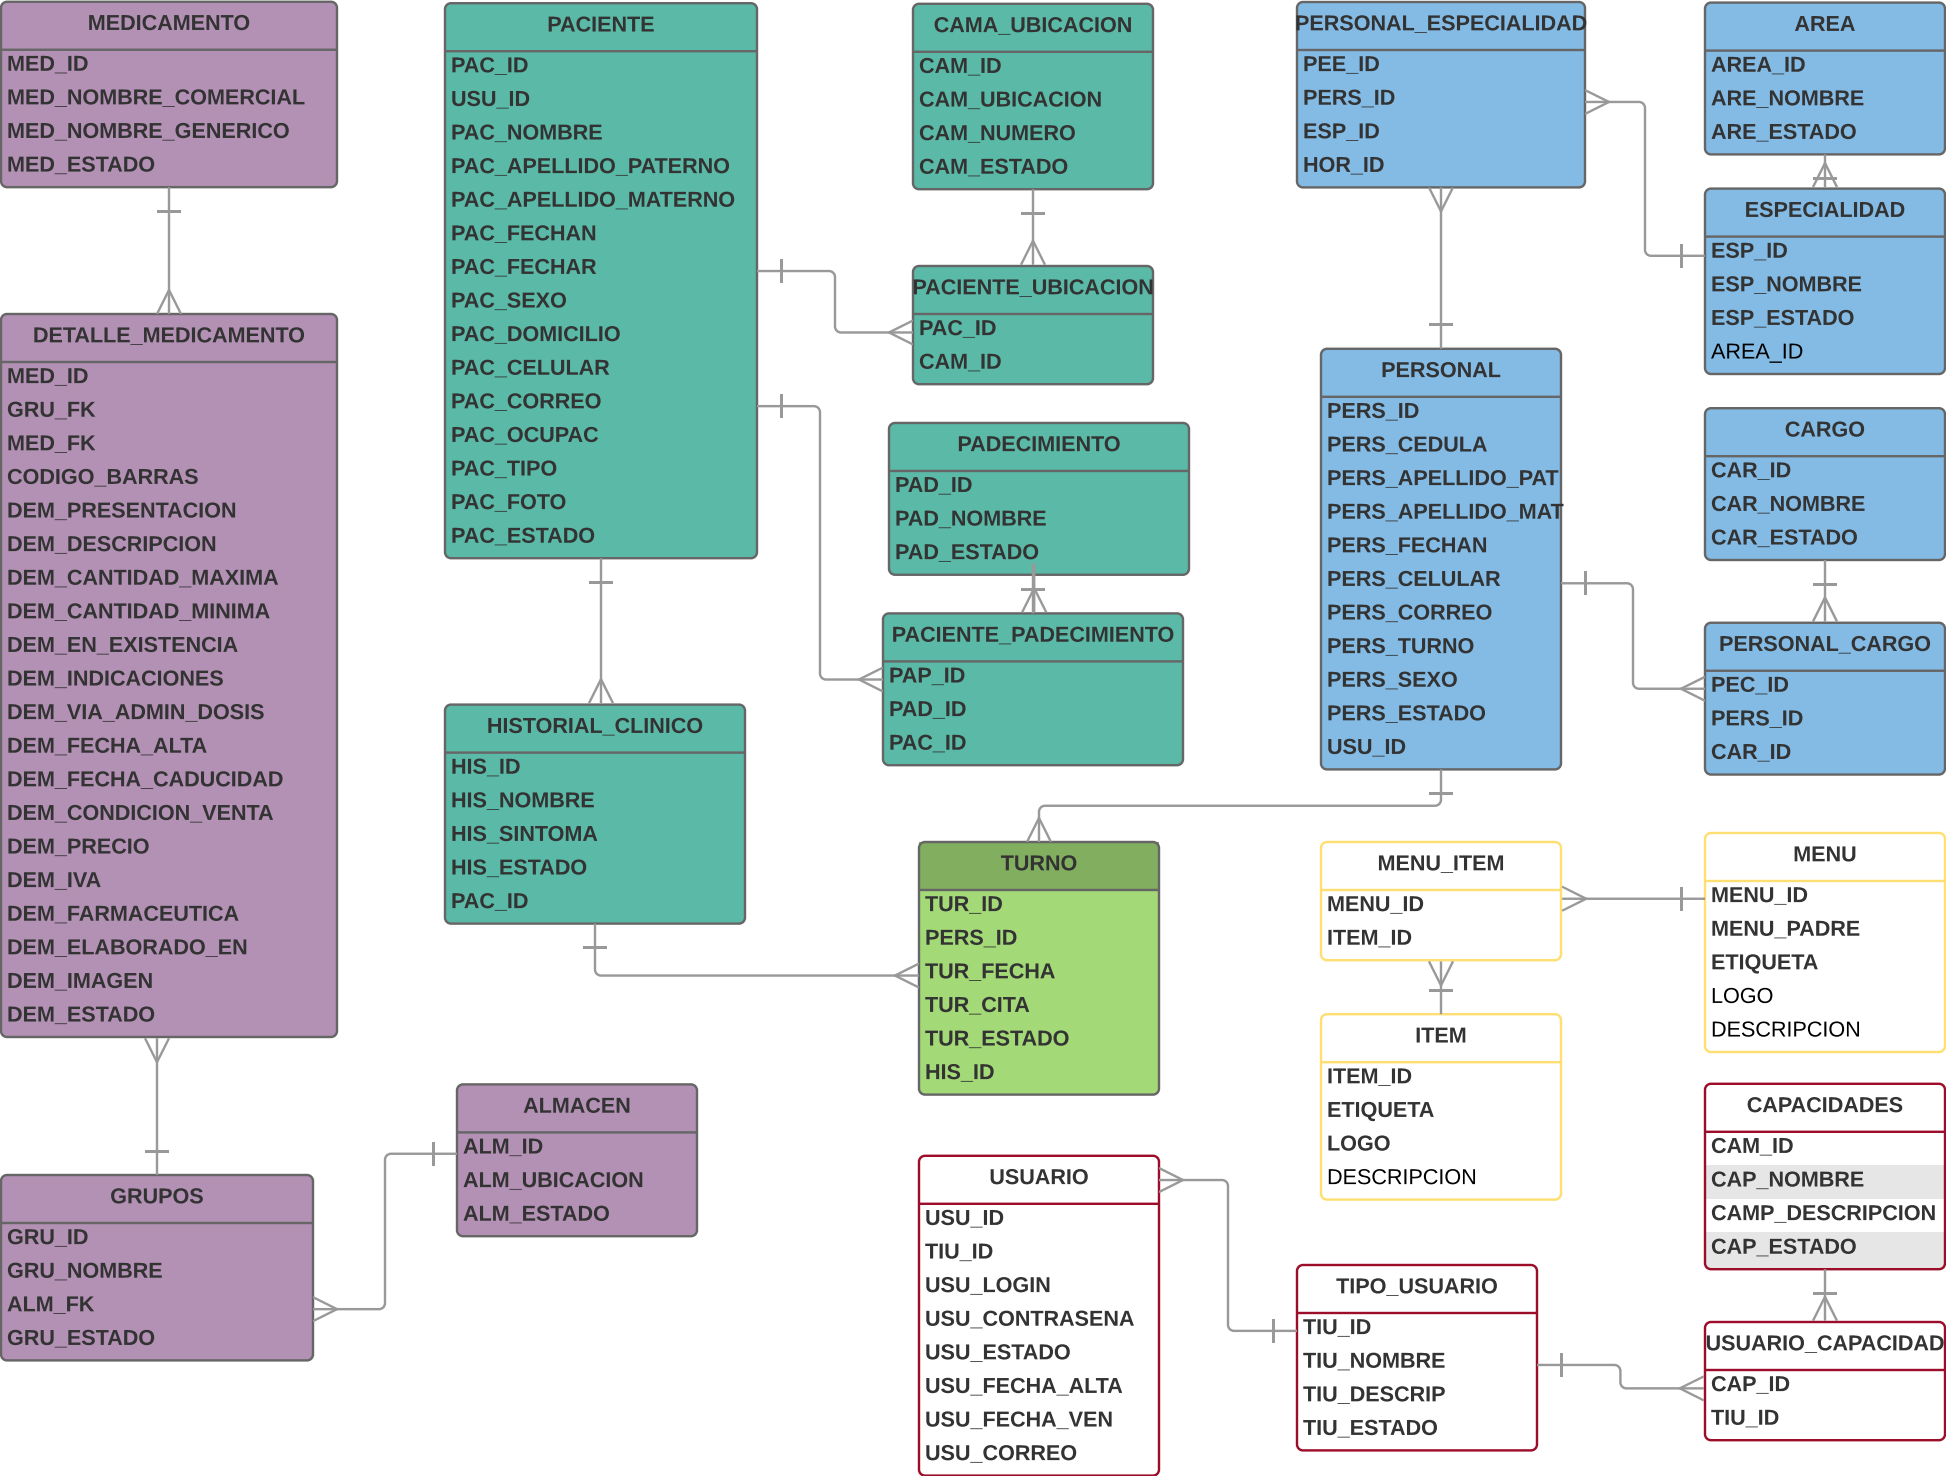 MEDICAMENTO
MED_ID
MED_NOMBRE_COMERCIAL
MED_NOMBRE_GENERICO
MED_ESTADO
DETALLE_MEDICAMENTO
MED_ID
GRU_FK
MED_FK
CODIGO_BARRAS
DEM_PRESENTACION
DEM_DESCRIPCION
DEM_CANTIDAD_MAXIMA
DEM_CANTIDAD_MINIMA
DEM_EN_EXISTENCIA
DEM_INDICACIONES
DEM_VIA_ADMIN_DOSIS
DEM_FECHA_ALTA
DEM_FECHA_CADUCIDAD
DEM_CONDICION_VENTA
DEM_PRECIO
DEM_IVA
DEM_FARMACEUTICA
DEM_ELABORADO_EN
DEM_IMAGEN
DEM_ESTADO
GRUPOS
GRU_ID
GRU_NOMBRE
ALM_FK
GRU_ESTADO
PACIENTE
PAC_ID
USU_ID
PAC_NOMBRE
PAC_APELLIDO_PATERNO
PAC_APELLIDO_MATERNO
PAC_FECHAN
PAC_FECHAR
PAC_SEXO
PAC_DOMICILIO
PAC_CELULAR
PAC_CORREO
PAC_OCUPAC
PAC_TIPO
PAC_FOTO
PAC_ESTADO
HISTORIAL_CLINICO
HIS_ID
HIS_NOMBRE
HIS_SINTOMA
HIS_ESTADO
PAC_ID
ALMACEN
ALM_ID
ALM_UBICACION
ALM_ESTADO
CAMA_UBICACION
CAM_ID
CAM_UBICACION
CAM_NUMERO
CAM_ESTADO
PACIENTE_UBICACION
PAC_ID
CAM_ID
PADECIMIENTO
PAD_ID
PAD_NOMBRE
PAD_ESTADO
PACIENTE_PADECIMIENTO
PAP_ID
PAD_ID
PAC_ID
TURNO
TUR_ID
PERS_ID
TUR_FECHA
TUR_CITA
TUR_ESTADO
HIS_ID
USUARIO
USU_ID
TIU_ID
USU_LOGIN
USU_CONTRASENA
USU_ESTADO
USU_FECHA_ALTA
USU_FECHA_VEN
USU_CORREO
PERSONAL_ESPECIALIDAD
PEE_ID
PERS_ID
ESP_ID
HOR_ID
PERSONAL
PERS_ID
PERS_CEDULA
PERS_APELLIDO_PAT
PERS_APELLIDO_MAT
PERS_FECHAN
PERS_CELULAR
PERS_CORREO
PERS_TURNO
PERS_SEXO
PERS_ESTADO
USU_ID
MENU_ITEM
MENU_ID
ITEM_ID
ITEM
ITEM_ID
ETIQUETA
LOGO
DESCRIPCION
TIPO_USUARIO
TIU_ID
TIU_NOMBRE
TIU_DESCRIP
TIU_ESTADO
AREA
AREA_ID
ARE_NOMBRE
ARE_ESTADO
ESPECIALIDAD
ESP_ID
ESP_NOMBRE
ESP_ESTADO
AREA_ID
CARGO
CAR_ID
CAR_NOMBRE
CAR_ESTADO
PERSONAL_CARGO
PEC_ID
PERS_ID
CAR_ID
MENU
MENU_ID
MENU_PADRE
ETIQUETA
LOGO
DESCRIPCION
CAPACIDADES
CAM_ID
CAP_NOMBRE
CAMP_DESCRIPCION
CAP_ESTADO
USUARIO_CAPACIDAD
CAP_ID
TIU_ID